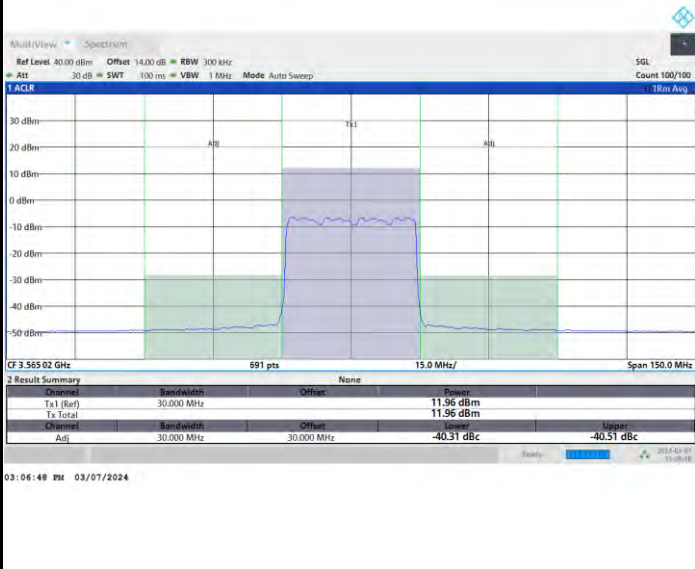 MultiView Spectrum
Ref Level 40.00 dBm Offset 14.00 dB RBW 300 kHz SGL
Att 30 dB SWT 100 ms VBW 1 MHz Mode Auto Sweep Count 100/100
1 ACLR 1Rm Avg
30 dBm
Tx1
20 dBm Adj Adj
10 dBm
0 dBm
-10 dBm
-20 dBm
-30 dBm
-40 dBm
-50 dBm
CF 3.565 02 GHz 691 pts 15.0 MHz/ Span 150.0 MHz
2 Result Summary None
Channel Bandwidth Offset Power
Tx1 (Ref) 30.000 MHz 11.96 dBm
Tx Total 11.96 dBm
Channel Bandwidth Offset Lower Upper
Adj 30.000 MHz 30.000 MHz -40.31 dBc -40.51 dBc
Ready
03:06:48 PM 03/07/2024